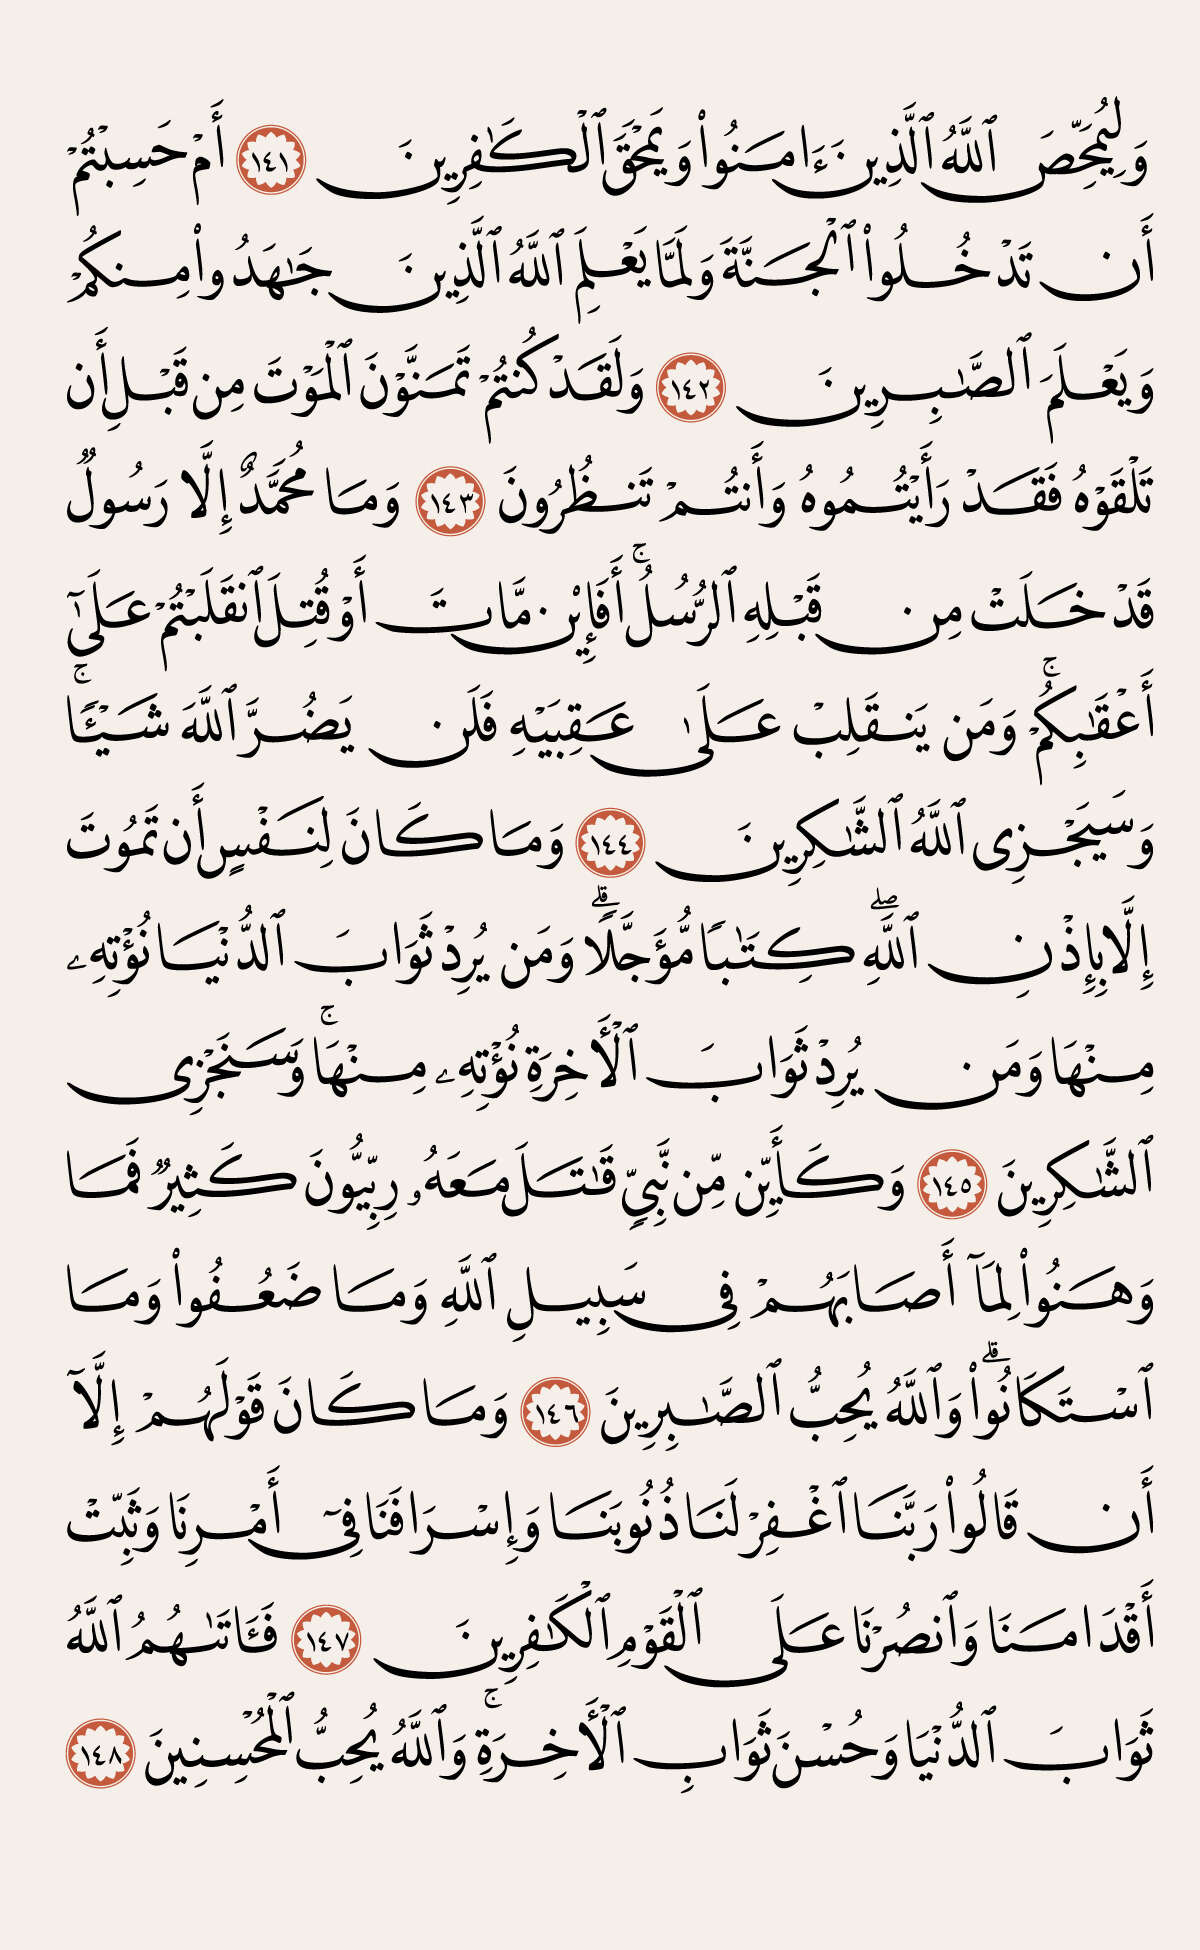 وَلِيُمَحِّصَ ٱللَّهُ ٱلَّذِينَ ءَامَنُوا۟ وَيَمْحَقَ ٱلْكَـٰفِرِينَ ١٤١ أَمْ حَسِبْتُمْ
أَن تَدْخُلُوا۟ ٱلْجَنَّةَ وَلَمَّا يَعْلَمِ ٱللَّهُ ٱلَّذِينَ جَـٰهَدُوا۟ مِنكُمْ
وَيَعْلَمَ ٱلصَّـٰبِرِينَ ١٤٢ وَلَقَدْ كُنتُمْ تَمَنَّوْنَ ٱلْمَوْتَ مِن قَبْلِ أَن
تَلْقَوْهُ فَقَدْ رَأَيْتُمُوهُ وَأَنتُمْ تَنظُرُونَ ١٤٣ وَمَا مُحَمَّدٌ إِلَّا رَسُولٌ
قَدْ خَلَتْ مِن قَبْلِهِ ٱلرُّسُلُ ۚ أَفَإِي۟ن مَّاتَ أَوْ قُتِلَ ٱنقَلَبْتُمْ عَلَىٰٓ
أَعْقَـٰبِكُمْ ۚ وَمَن يَنقَلِبْ عَلَىٰ عَقِبَيْهِ فَلَن يَضُرَّ ٱللَّهَ شَيْـًٔا ۚ
وَسَيَجْزِى ٱللَّهُ ٱلشَّـٰكِرِينَ ١٤٤ وَمَا كَانَ لِنَفْسٍ أَن تَمُوتَ
إِلَّا بِإِذْنِ ٱللَّهِ ۖ كِتَـٰبًا مُّؤَجَّلًا ۗ وَمَن يُرِدْ ثَوَابَ ٱلدُّنْيَا نُؤْتِهِۦ
مِنْهَا وَمَن يُرِدْ ثَوَابَ ٱلْـَٔاخِرَةِ نُؤْتِهِۦ مِنْهَا ۚ وَسَنَجْزِى
ٱلشَّـٰكِرِينَ ١٤٥ وَكَأَيِّن مِّن نَّبِىٍّ قَـٰتَلَ مَعَهُۥ رِبِّيُّونَ كَثِيرٌ فَمَا
وَهَنُوا۟ لِمَآ أَصَابَهُمْ فِى سَبِيلِ ٱللَّهِ وَمَا ضَعُفُوا۟ وَمَا
ٱسْتَكَانُوا۟ ۗ وَٱللَّهُ يُحِبُّ ٱلصَّـٰبِرِينَ ١٤٦ وَمَا كَانَ قَوْلَهُمْ إِلَّآ
أَن قَالُوا۟ رَبَّنَا ٱغْفِرْ لَنَا ذُنُوبَنَا وَإِسْرَافَنَا فِىٓ أَمْرِنَا وَثَبِّتْ
أَقْدَامَنَا وَٱنصُرْنَا عَلَى ٱلْقَوْمِ ٱلْكَـٰفِرِينَ ١٤٧ فَـَٔاتَىٰهُمُ ٱللَّهُ
ثَوَابَ ٱلدُّنْيَا وَحُسْنَ ثَوَابِ ٱلْـَٔاخِرَةِ ۚ وَٱللَّهُ يُحِبُّ ٱلْمُحْسِنِينَ ١٤٨